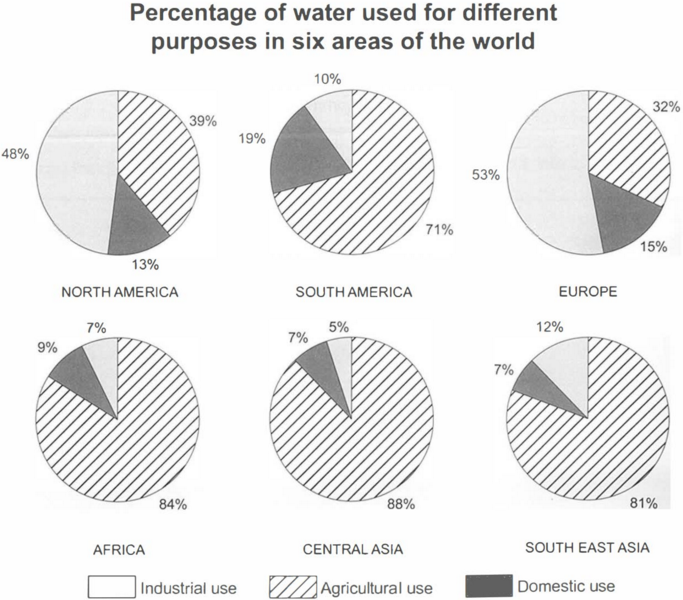 Percentage of water used for different
purposes in six areas of the world
48%
39%
13%
NORTH AMERICA
10%
19%
71%
SOUTH AMERICA
32%
53%
15%
EUROPE
7%
9%
84%
AFRICA
5%
7%
88%
CENTRAL ASIA
12%
7%
81%
SOUTH EAST ASIA
Industrial use
Agricultural use
Domestic use